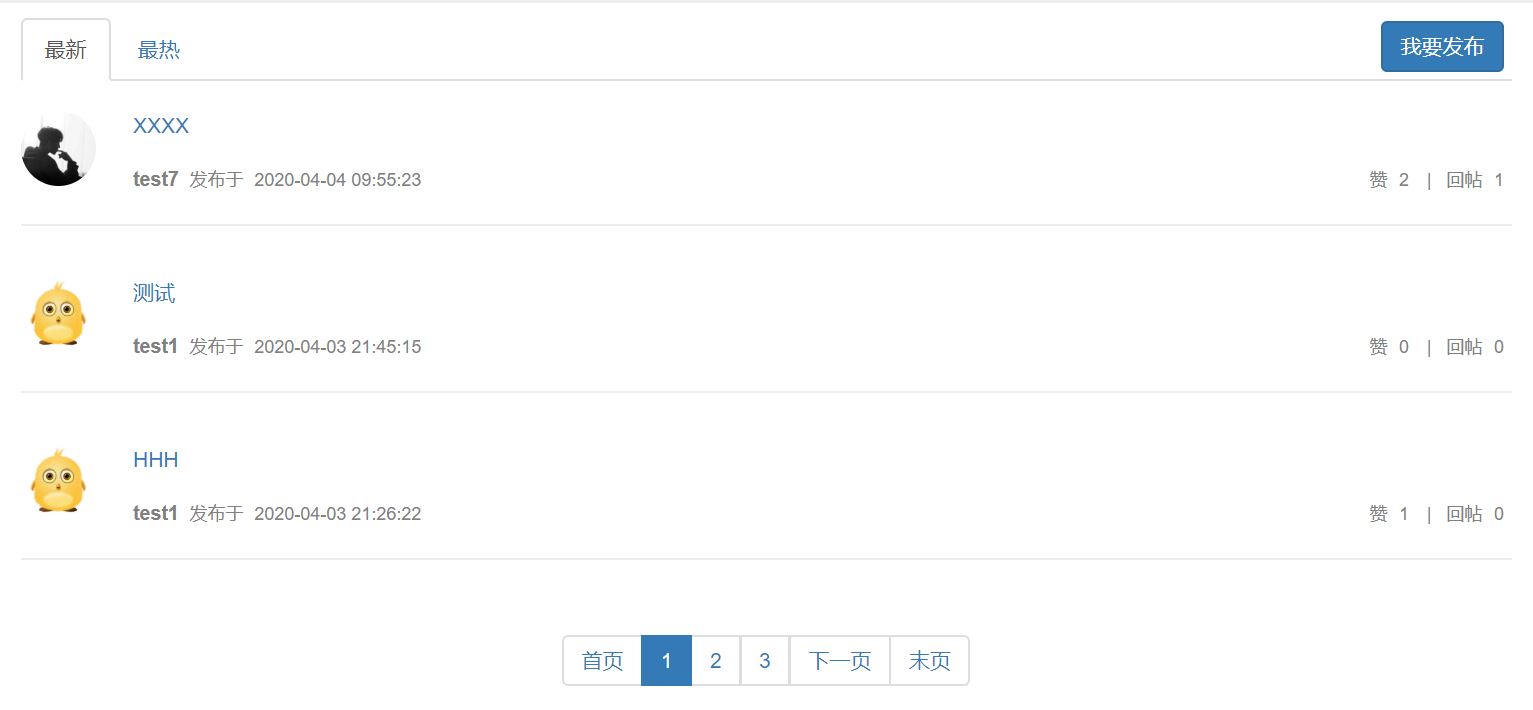 最新 最热 我要发布
XXXX
test7 发布于 2020-04-04 09:55:23 赞 2 | 回帖 1
测试
test1 发布于 2020-04-03 21:45:15 赞 0 | 回帖 0
HHH
test1 发布于 2020-04-03 21:26:22 赞 1 | 回帖 0
首页 1 2 3 下一页 末页